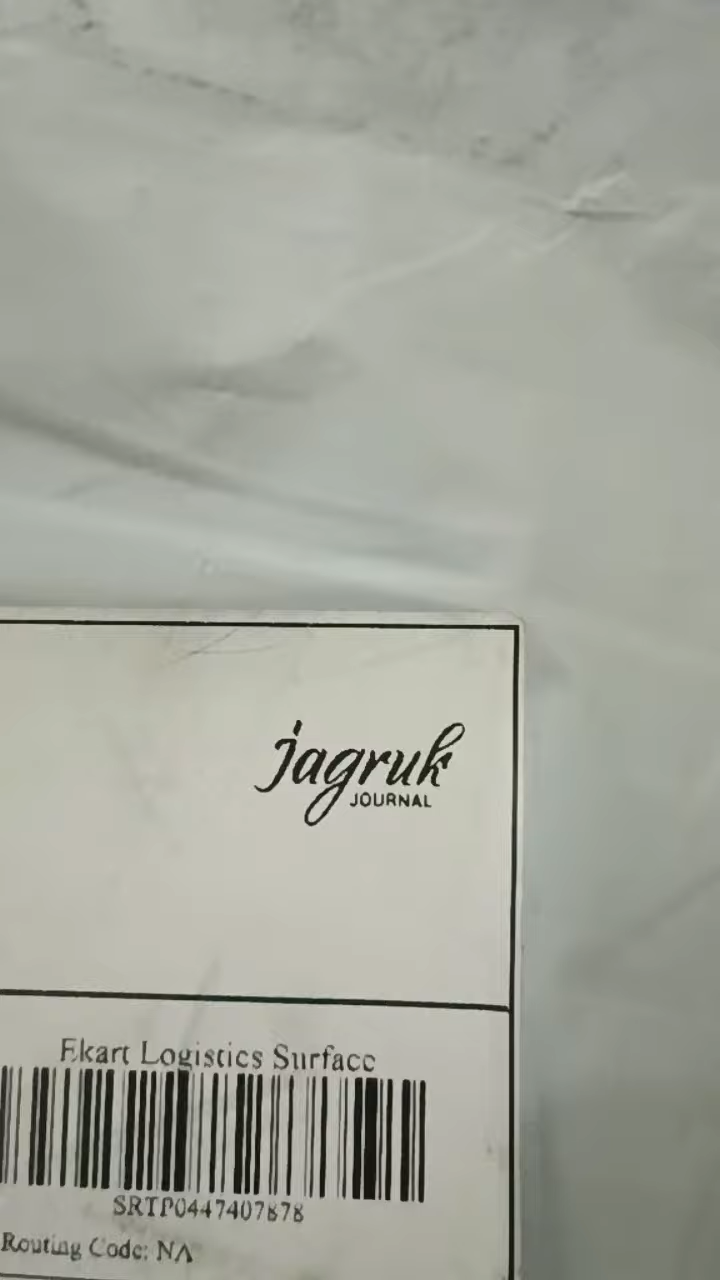 jagruk
JOURNAL
Ekart Logistics Surface
SRTP0447407878
Routing Code: NA